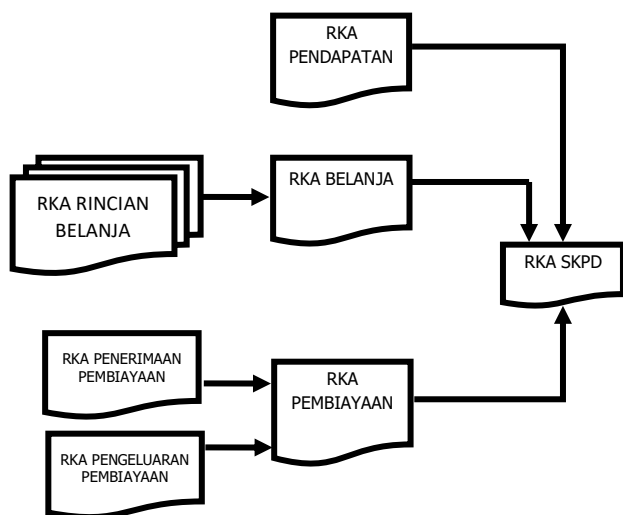 RKA
PENDAPATAN
RKA RINCIAN
BELANJA
RKA BELANJA
RKA SKPD
RKA PENERIMAAN
PEMBIAYAAN
RKA
PEMBIAYAAN
RKA PENGELUARAN
PEMBIAYAAN